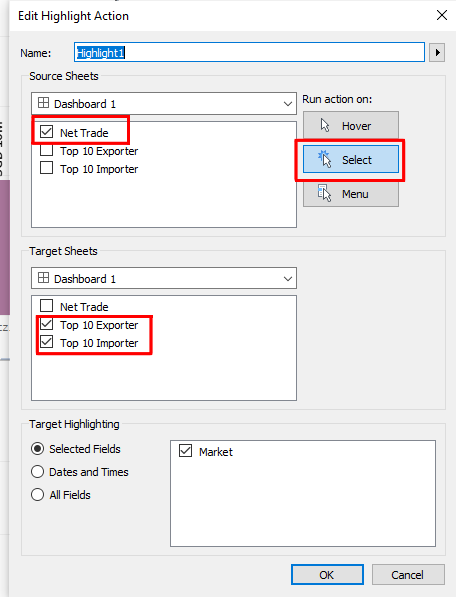 Edit Highlight Action
Name: Highlight1
Source Sheets
Dashboard 1
Run action on:
Net Trade
Top 10 Exporter
Top 10 Importer
Hover
Select
Menu
Target Sheets
Dashboard 1
Net Trade
Top 10 Exporter
Top 10 Importer
Target Highlighting
Selected Fields
Dates and Times
All Fields
Market
OK
Cancel